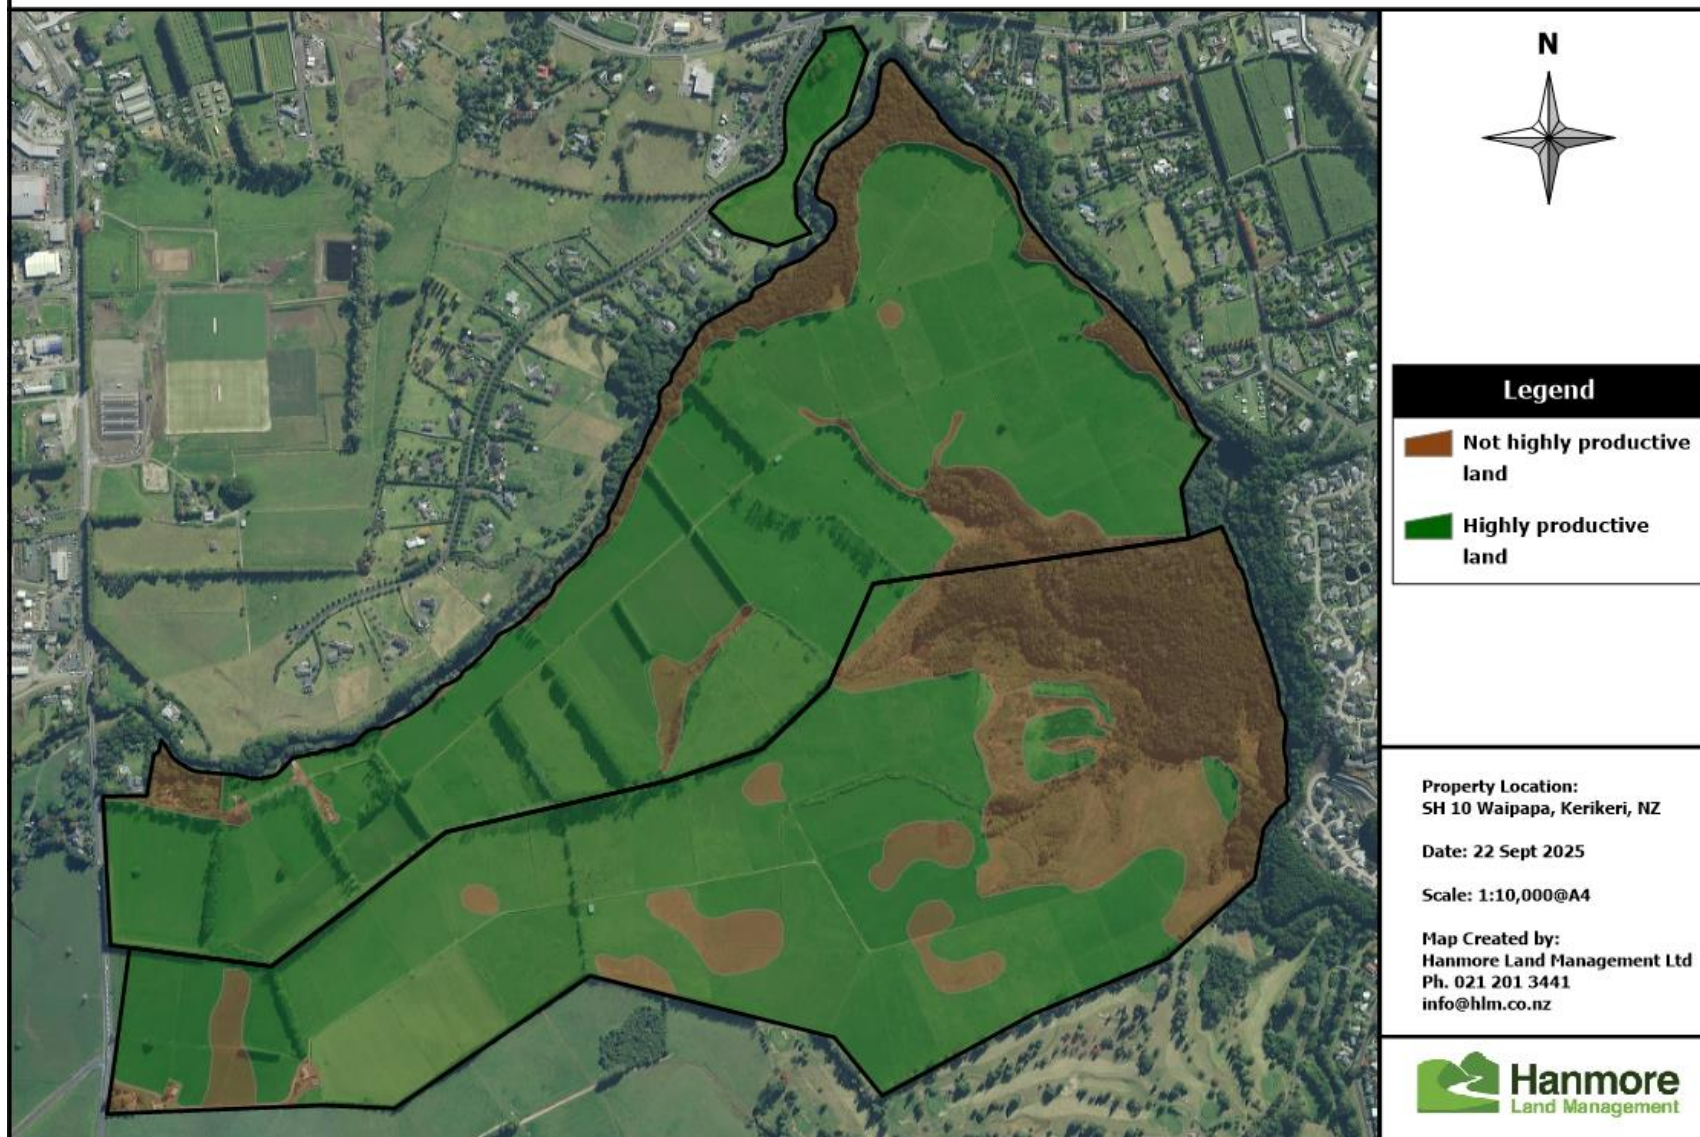 N
Legend
Not highly productive
land
Highly productive
land
Property Location:
SH 10 Waipapa, Kerikeri, NZ
Date: 22 Sept 2025
Scale: 1:10,000@A4
Map Created by:
Hanmore Land Management Ltd
Ph. 021 201 3441
info@hlm.co.nz
Hanmore
Land Management